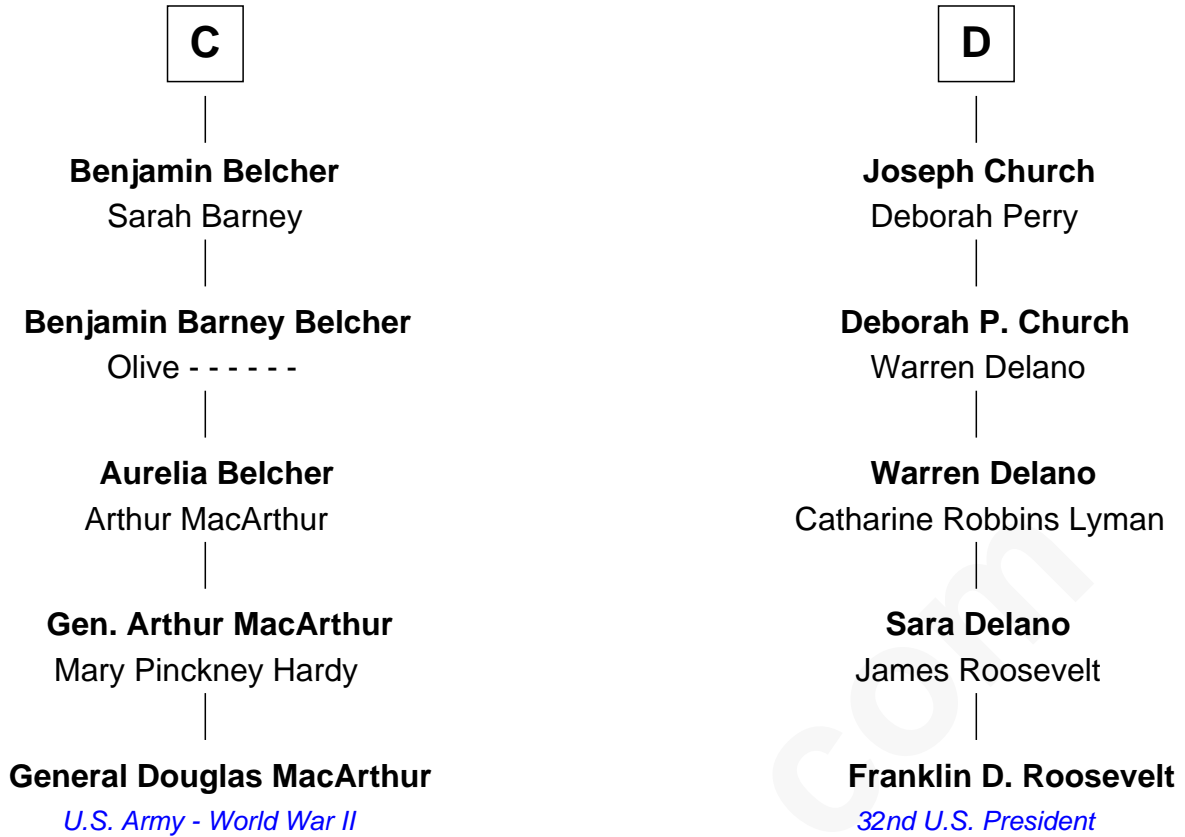 C
Benjamin Belcher
Sarah Barney
Benjamin Barney Belcher
Olive - - - - - -
Aurelia Belcher
Arthur MacArthur
Gen. Arthur MacArthur
Mary Pinckney Hardy
General Douglas MacArthur
U.S. Army - World War II
D
Joseph Church
Deborah Perry
Deborah P. Church
Warren Delano
Warren Delano
Catharine Robbins Lyman
Sara Delano
James Roosevelt
Franklin D. Roosevelt
32nd U.S. President
com